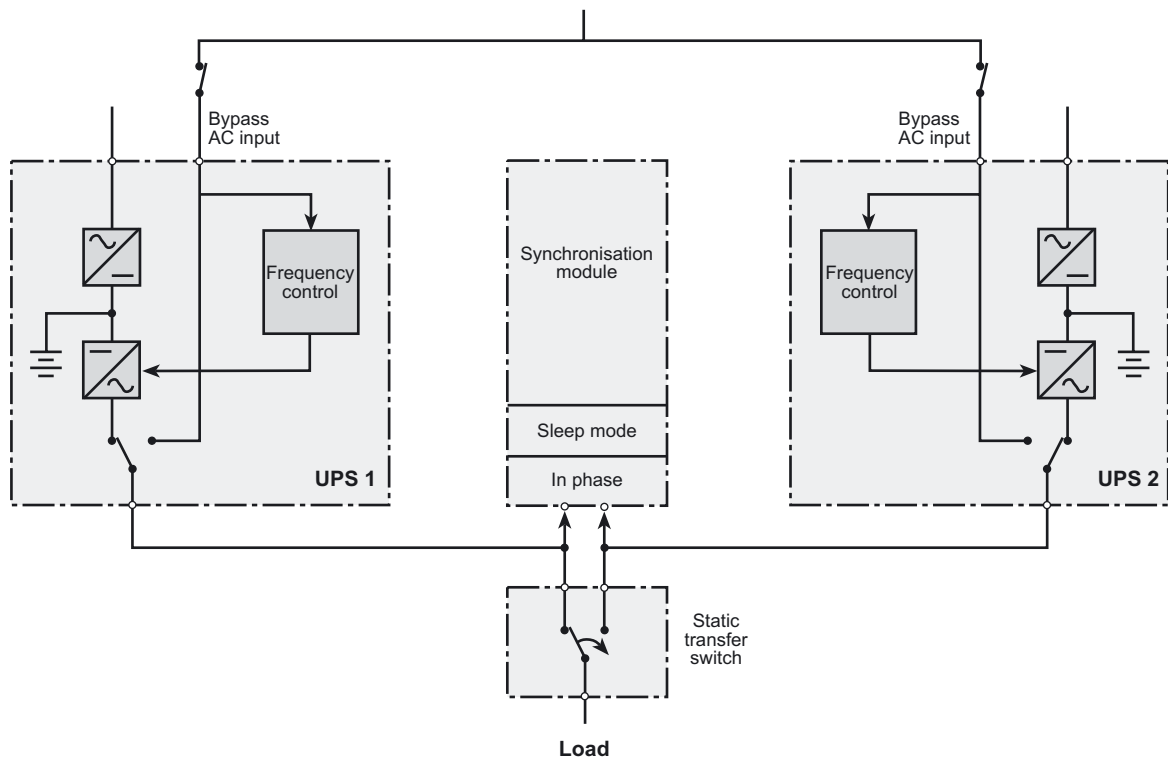 Bypass
AC input
Bypass
AC input
Synchronisation
module
Frequency
control
Frequency
control
Sleep mode
In phase
UPS 1
UPS 2
Static
transfer
switch
Load